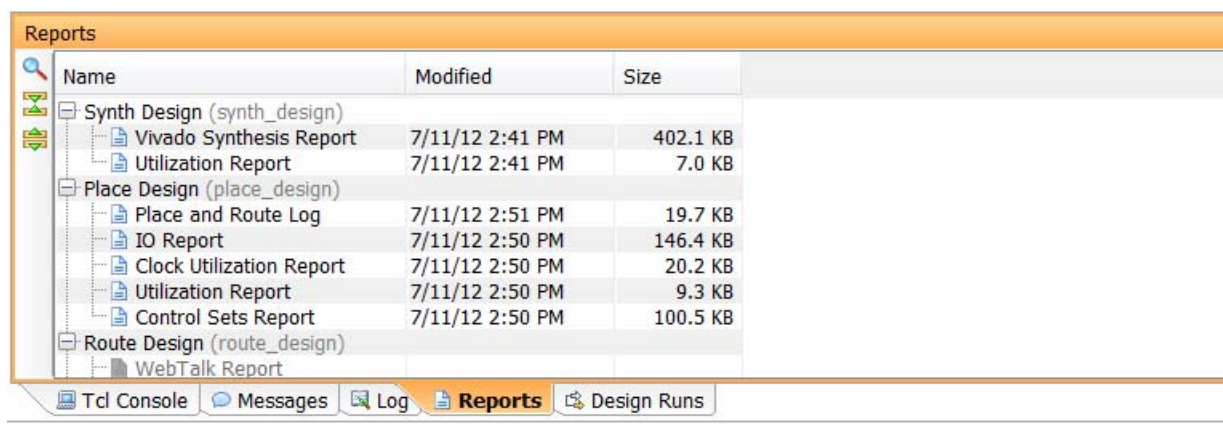 Reports
Name Modified Size
Synth Design (synth_design)
Vivado Synthesis Report 7/11/12 2:41 PM 402.1 KB
Utilization Report 7/11/12 2:41 PM 7.0 KB
Place Design (place_design)
Place and Route Log 7/11/12 2:51 PM 19.7 KB
IO Report 7/11/12 2:50 PM 146.4 KB
Clock Utilization Report 7/11/12 2:50 PM 20.2 KB
Utilization Report 7/11/12 2:50 PM 9.3 KB
Control Sets Report 7/11/12 2:50 PM 100.5 KB
Route Design (route_design)
WebTalk Report
Tcl Console Messages Log Reports Design Runs